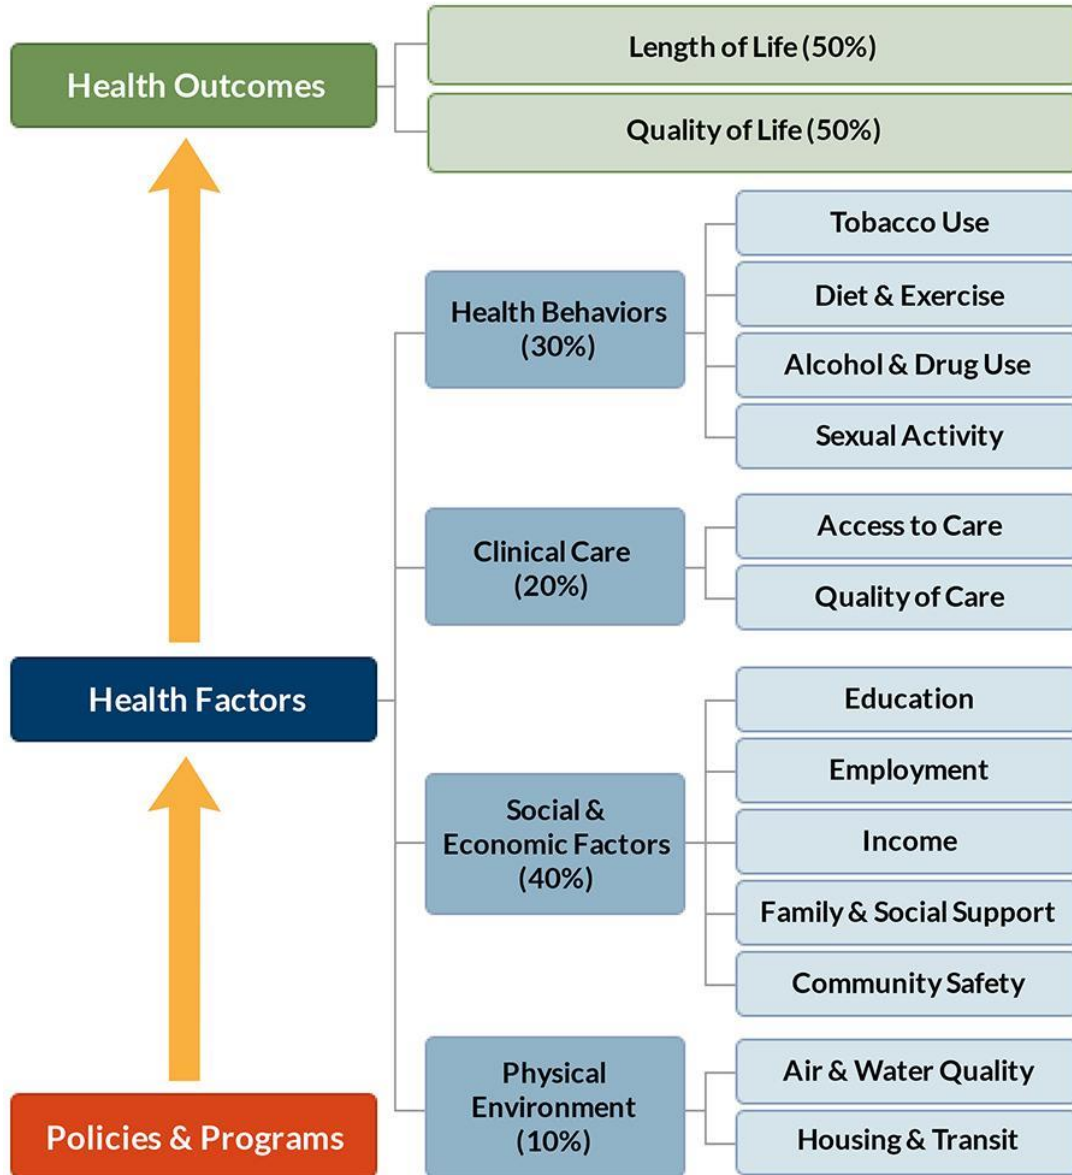 Health Outcomes
Length of Life (50%)
Quality of Life (50%)
Health Factors
Health Behaviors
(30%)
Tobacco Use
Diet & Exercise
Alcohol & Drug Use
Sexual Activity
Clinical Care
(20%)
Access to Care
Quality of Care
Social &
Economic Factors
(40%)
Education
Employment
Income
Family & Social Support
Community Safety
Physical
Environment
(10%)
Air & Water Quality
Housing & Transit
Policies & Programs